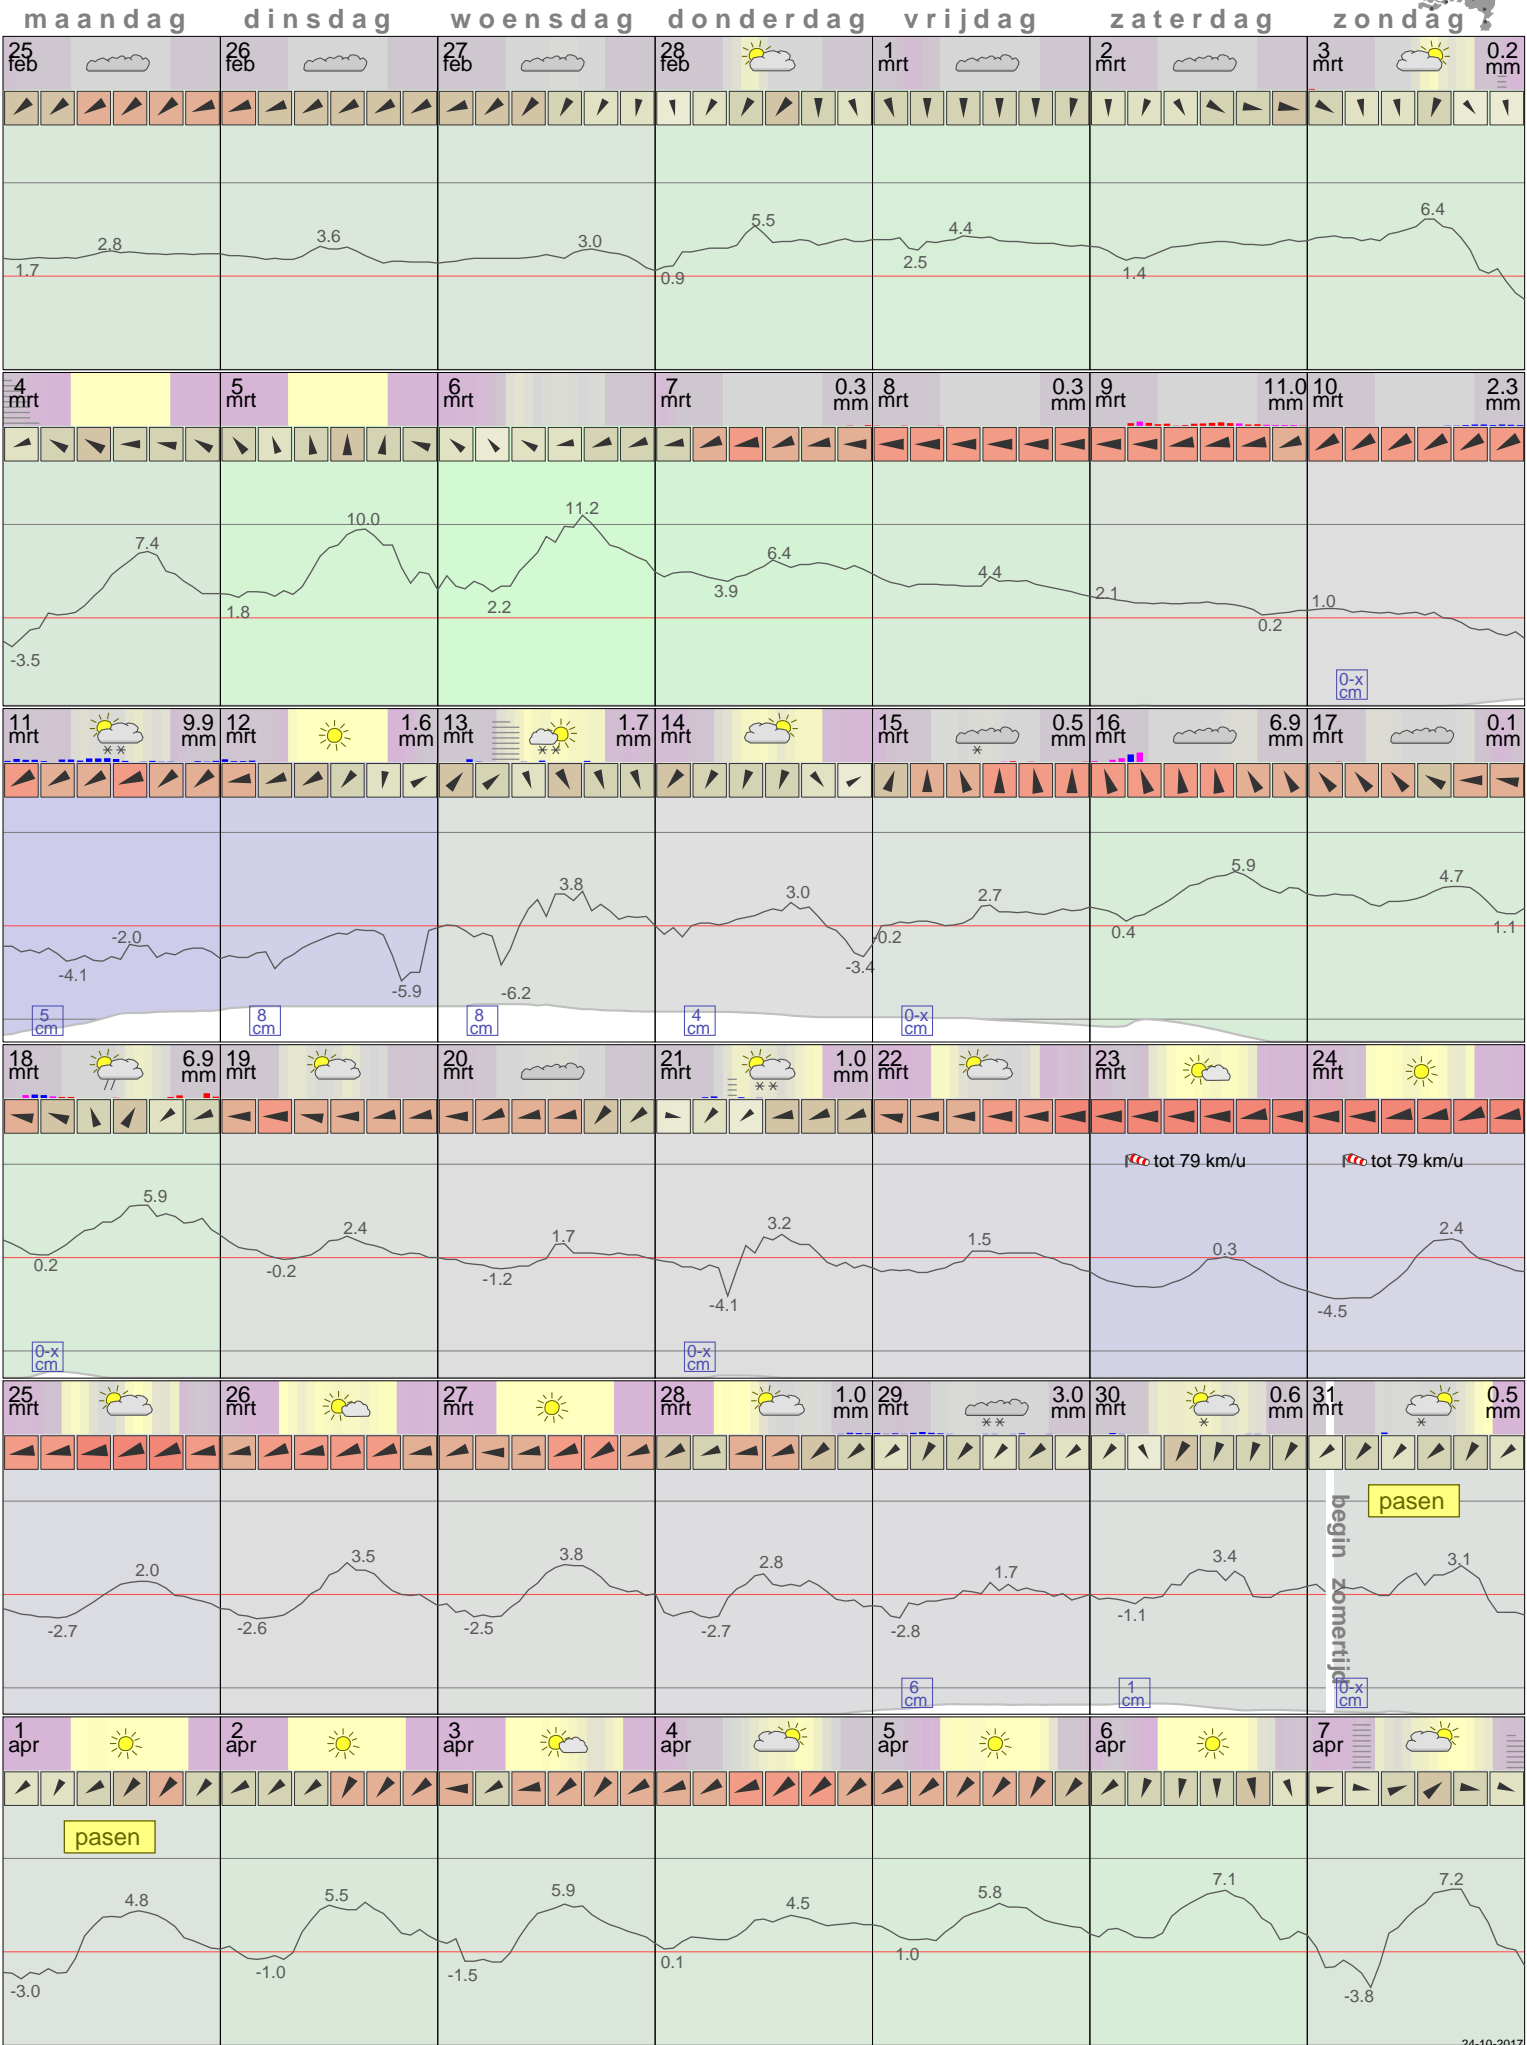 maandag dinsdag woensdag donderdag vrijdag zaterdag zondag
25 feb 26 feb 27 feb 28 feb 1 mrt 2 mrt 3 mrt 0.2 mm
2.8 3.6 3.0 5.5 4.4 6.4
1.7 0.9 2.5 1.4
4 mrt 5 mrt 6 mrt 7 mrt 0.3 mm 8 mrt 0.3 mm 9 mrt 11.0 mm 10 mrt 2.3 mm
7.4 10.0 11.2 6.4 4.4 2.1 1.0
-3.5 1.8 2.2 3.9 0.2
0-x cm
11 mrt 9.9 mm 12 mrt 1.6 mm 13 mrt 1.7 mm 14 mrt 15 mrt 0.5 mm 16 mrt 6.9 mm 17 mrt 0.1 mm
-2.0 3.8 3.0 2.7 5.9 4.7
-4.1 -5.9 -6.2 -3.4 -0.2 0.4 1.1
5 cm 8 cm 8 cm 4 cm 0-x cm
18 mrt 6.9 mm 19 mrt 20 mrt 21 mrt 1.0 mm 22 mrt 23 mrt 24 mrt
tot 79 km/u tot 79 km/u
5.9 2.4 1.7 3.2 1.5 0.3 2.4
0.2 -0.2 -1.2 -4.1 -4.5
0-x cm 0-x cm
25 mrt 26 mrt 27 mrt 28 mrt 1.0 mm 29 mrt 3.0 mm 30 mrt 0.6 mm 31 mrt 0.5 mm
pasen
begin zomertijd
2.0 3.5 3.8 2.8 1.7 3.4 3.1
-2.7 -2.6 -2.5 -2.7 -2.8 -1.1
6 cm 1 cm 0-x cm
1 apr 2 apr 3 apr 4 apr 5 apr 6 apr 7 apr
pasen
4.8 5.5 5.9 4.5 5.8 7.1 7.2
-3.0 -1.0 -1.5 0.1 1.0 -3.8
24-10-2017